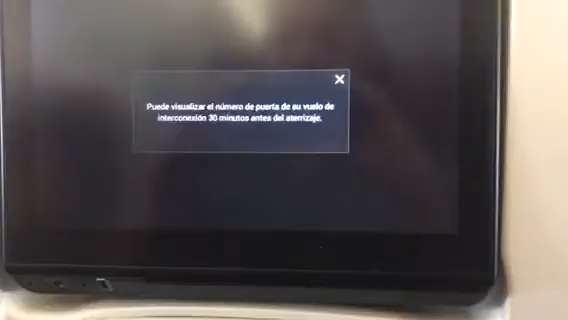 Puede visualizar el número de puerta de su vuelo de
interconexión 30 minutos antes del aterrizaje.